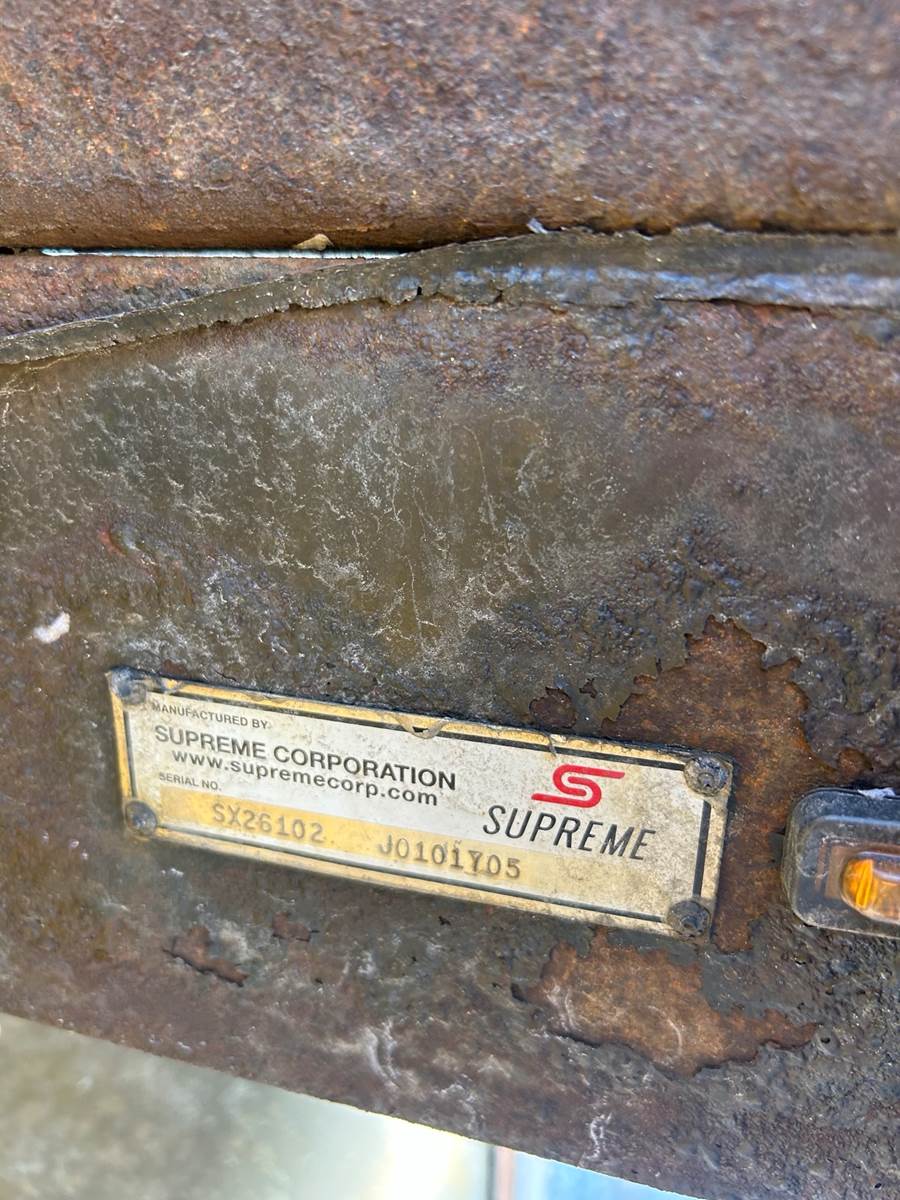 MANUFACTURED BY:
SUPREME CORPORATION
www.supremecorp.com
SERIAL NO.
SX26102 J0101Y05
SUPREME